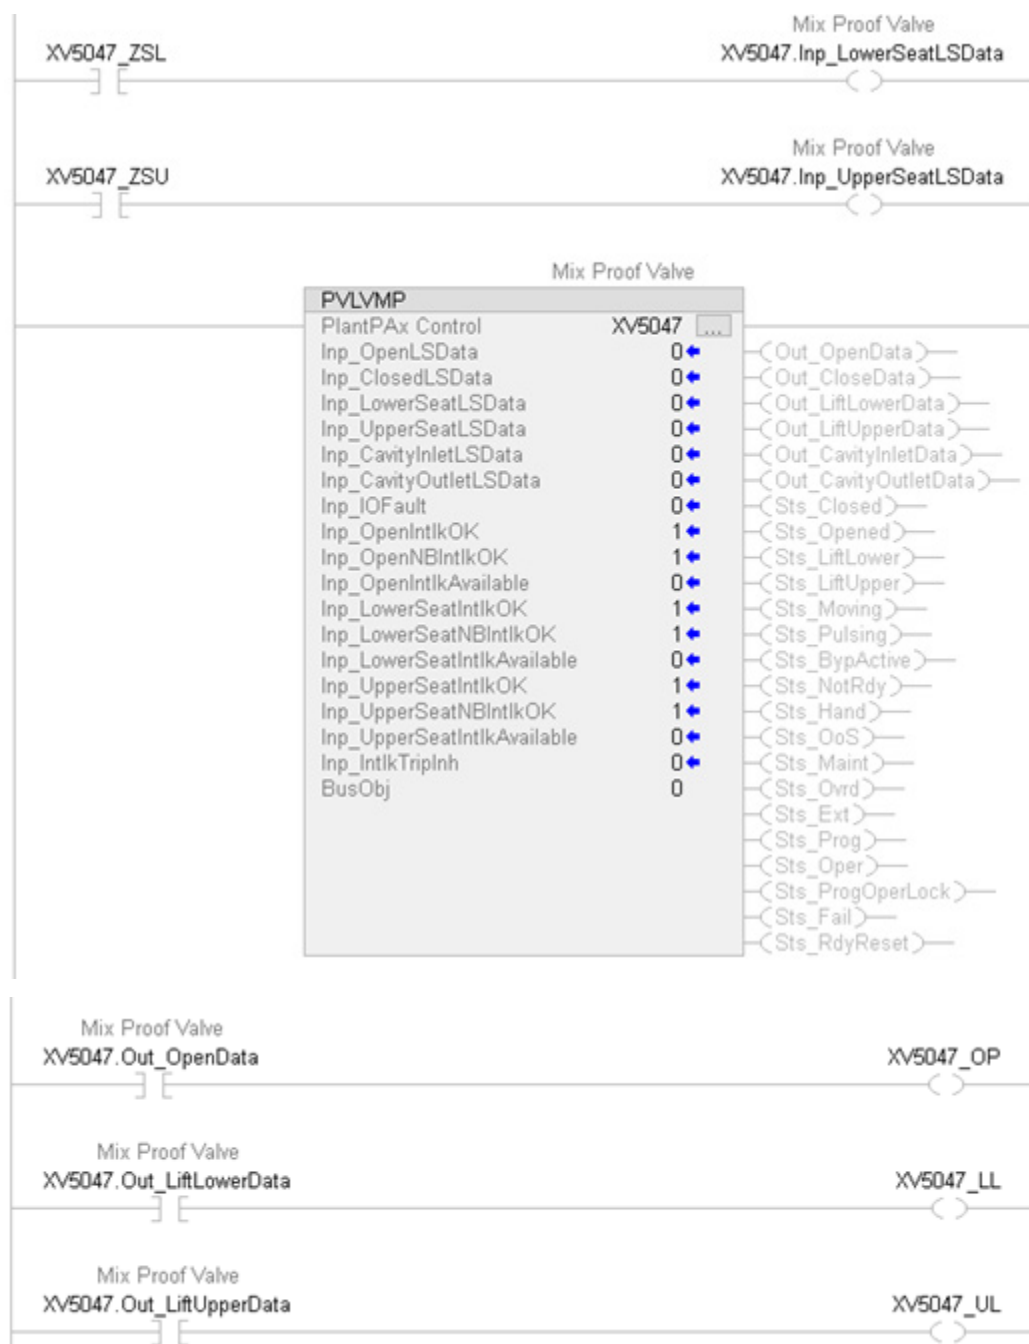 Mix Proof Valve
XV5047_ZSL XV5047.Inp_LowerSeatLSData
Mix Proof Valve
XV5047_ZSU XV5047.Inp_UpperSeatLSData
Mix Proof Valve
PVLVMP
PlantPAx Control XV5047 ...
Inp_OpenLSData 0 Out_OpenData
Inp_ClosedLSData 0 Out_CloseData
Inp_LowerSeatLSData 0 Out_LiftLowerData
Inp_UpperSeatLSData 0 Out_LiftUpperData
Inp_CavityInletLSData 0 Out_CavityInletData
Inp_CavityOutletLSData 0 Out_CavityOutletData
Inp_IOFault 0 Sts_Closed
Inp_OpenIntlkOK 1 Sts_Opened
Inp_OpenNBIntlkOK 1 Sts_LiftLower
Inp_OpenIntlkAvailable 0 Sts_LiftUpper
Inp_LowerSeatIntlkOK 1 Sts_Moving
Inp_LowerSeatNBIntlkOK 1 Sts_Pulsing
Inp_LowerSeatIntlkAvailable 0 Sts_BypActive
Inp_UpperSeatIntlkOK 1 Sts_NotRdy
Inp_UpperSeatNBIntlkOK 1 Sts_Hand
Inp_UpperSeatIntlkAvailable 0 Sts_OoS
Inp_IntlkTripInh 0 Sts_Maint
BusObj 0 Sts_Ovrd
Sts_Ext
Sts_Prog
Sts_Oper
Sts_ProgOperLock
Sts_Fail
Sts_RdyReset
Mix Proof Valve
XV5047.Out_OpenData XV5047_OP
Mix Proof Valve
XV5047.Out_LiftLowerData XV5047_LL
Mix Proof Valve
XV5047.Out_LiftUpperData XV5047_UL